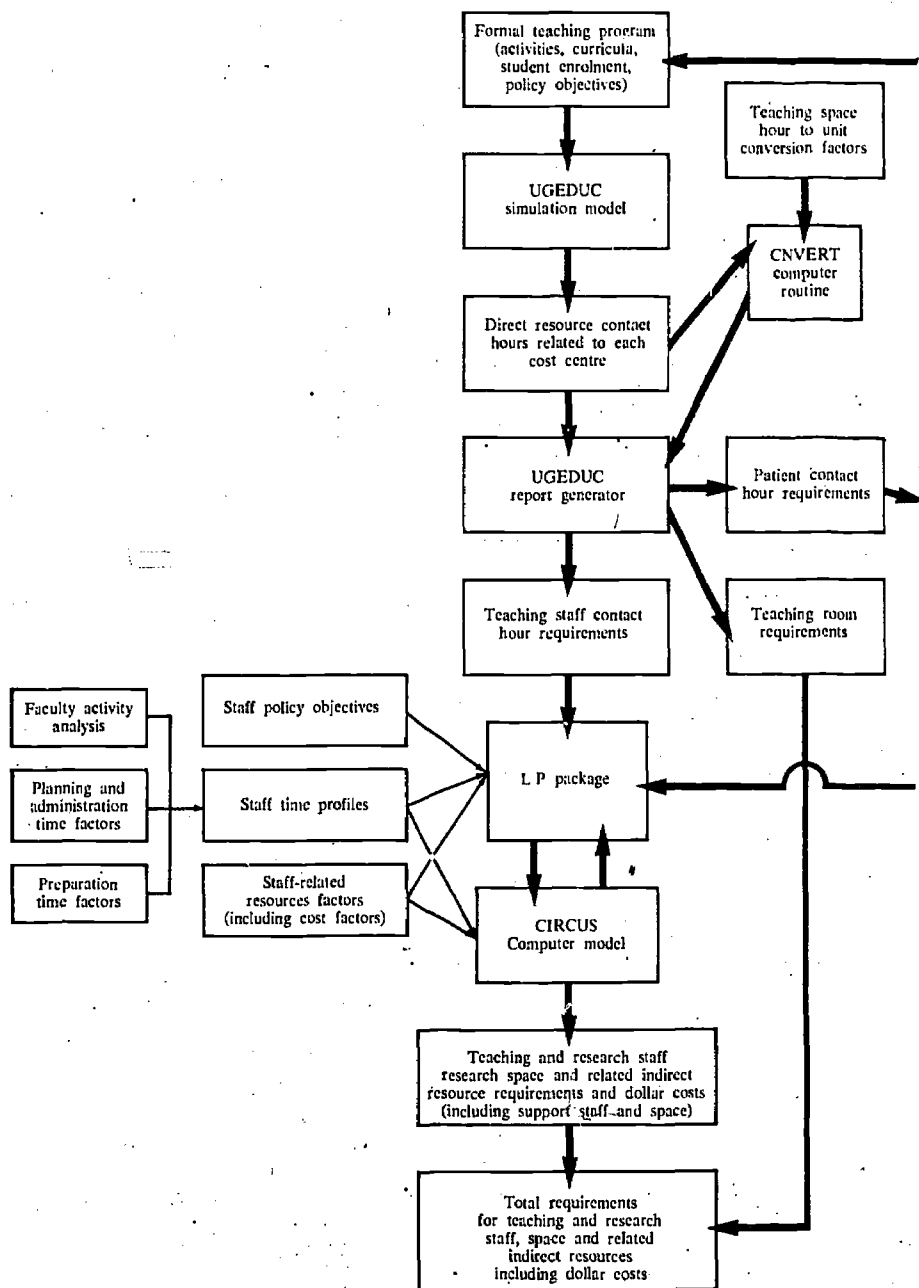 Formal teaching program
(activities, curricula,
student enrolment,
policy objectives)
Teaching space
hour to unit
conversion factors
UGEDUC
simulation model
CNVERT
computer
routine
Direct resource contact
hours related to each
cost centre
UGEDUC
report generator
Patient contact
hour requirements
Teaching staff contact
hour requirements
Teaching room
requirements
Faculty activity
analysis
Staff policy objectives
L P package
Planning and
administration
time factors
Staff time profiles
Preparation
time factors
Staff-related
resources factors
(including cost factors)
CIRCUS
Computer model
Teaching and research staff
research space and related indirect
resource requirements and dollar costs
(including support staff and space)
Total requirements
for teaching and research
staff, space and related
indirect resources
including dollar costs